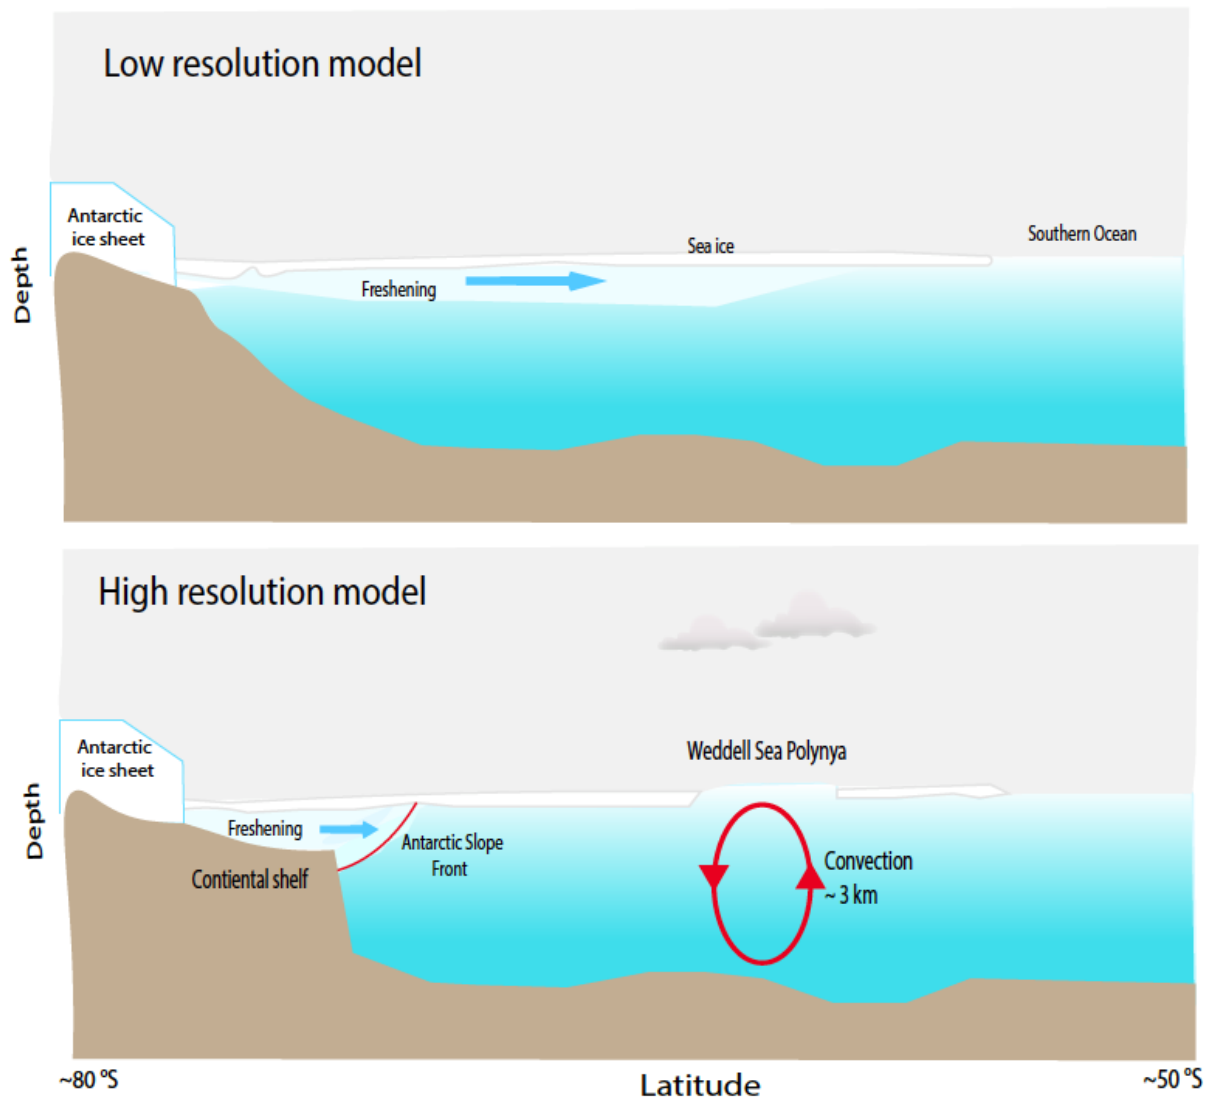 Low resolution model
Antarctic
ice sheet
Sea ice
Southern Ocean
Freshening
Depth
High resolution model
Weddell Sea Polynya
Antarctic
ice sheet
Freshening
Antarctic Slope
Front
Contiental shelf
Convection
~ 3 km
Depth
~80 °S
Latitude
~50 °S